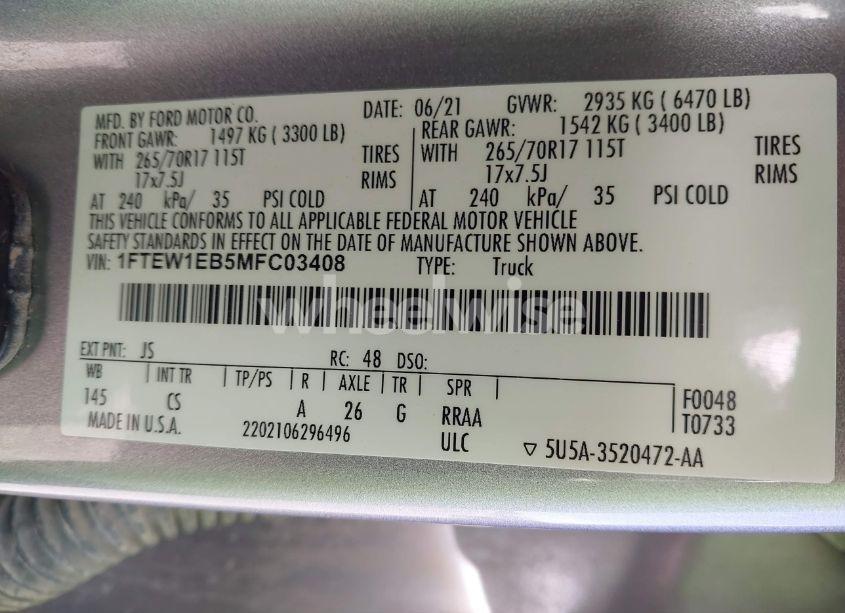 MFD. BY FORD MOTOR CO. DATE: 06/21 GVWR: 2935 KG ( 6470 LB)
FRONT GAWR: 1497 KG ( 3300 LB) REAR GAWR: 1542 KG ( 3400 LB)
WITH 265/70R17 115T TIRES WITH 265/70R17 115T TIRES
17x7.5J RIMS 17x7.5J RIMS
AT 240 kPa/ 35 PSI COLD AT 240 kPa/ 35 PSI COLD
THIS VEHICLE CONFORMS TO ALL APPLICABLE FEDERAL MOTOR VEHICLE
SAFETY STANDARDS IN EFFECT ON THE DATE OF MANUFACTURE SHOWN ABOVE.
VIN: 1FTEW1EB5MFC03408 TYPE: Truck
wheelwise
EXT PNT: JS RC: 48 DSO:
WB INT TR TP/PS R AXLE TR SPR
145 CS A 26 G RRAA F0048
MADE IN U.S.A. 2202106296496 ULC T0733
▽ 5U5A-3520472-AA